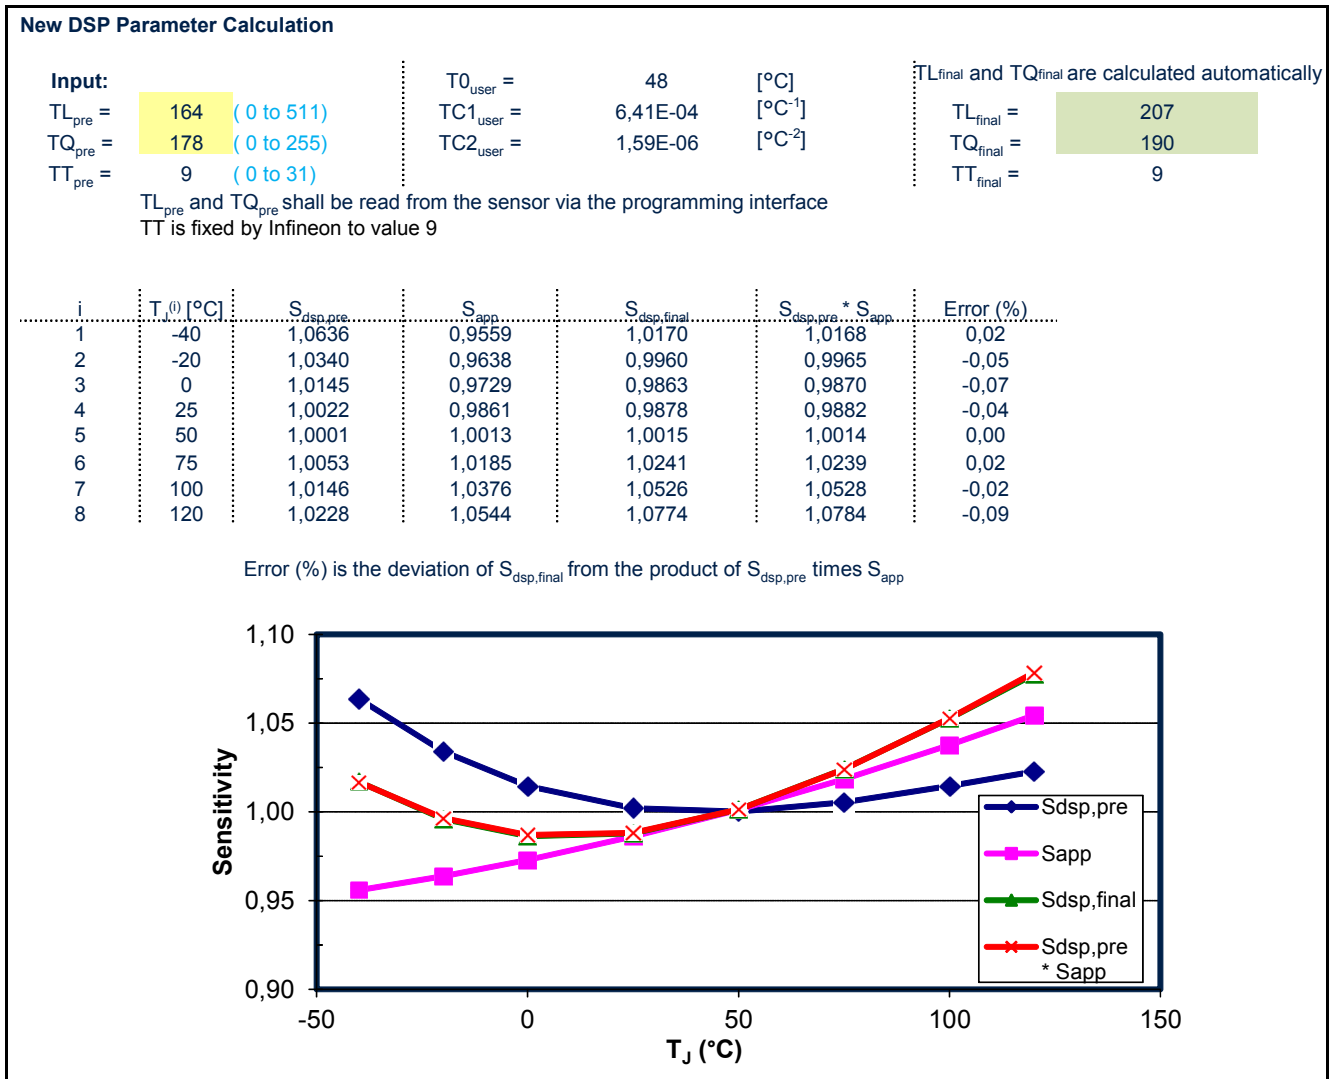 New DSP Parameter Calculation
Input:
T0user = 48 [°C]
TLfinal and TQfinal are calculated automatically
TLpre = 164 ( 0 to 511)
TC1user = 6,41E-04 [°C-1]
TLfinal = 207
TQpre = 178 ( 0 to 255)
TC2user = 1,59E-06 [°C-2]
TQfinal = 190
TTpre = 9 ( 0 to 31)
TTfinal = 9
TLpre and TQpre shall be read from the sensor via the programming interface
TT is fixed by Infineon to value 9
i TJ(i) [°C] Sdsp,pre Sapp Sdsp,final Sdsp,pre * Sapp Error (%)
1 -40 1,0636 0,9559 1,0170 1,0168 0,02
2 -20 1,0340 0,9638 0,9960 0,9965 -0,05
3 0 1,0145 0,9729 0,9863 0,9870 -0,07
4 25 1,0022 0,9861 0,9878 0,9882 -0,04
5 50 1,0001 1,0013 1,0015 1,0014 0,00
6 75 1,0053 1,0185 1,0241 1,0239 0,02
7 100 1,0146 1,0376 1,0526 1,0528 -0,02
8 120 1,0228 1,0544 1,0774 1,0784 -0,09
Error (%) is the deviation of Sdsp,final from the product of Sdsp,pre times Sapp
1,10
1,05
1,00
0,95
0,90
Sensitivity
Sdsp,pre
Sapp
Sdsp,final
Sdsp,pre
* Sapp
-50 0 50 100 150
TJ (°C)